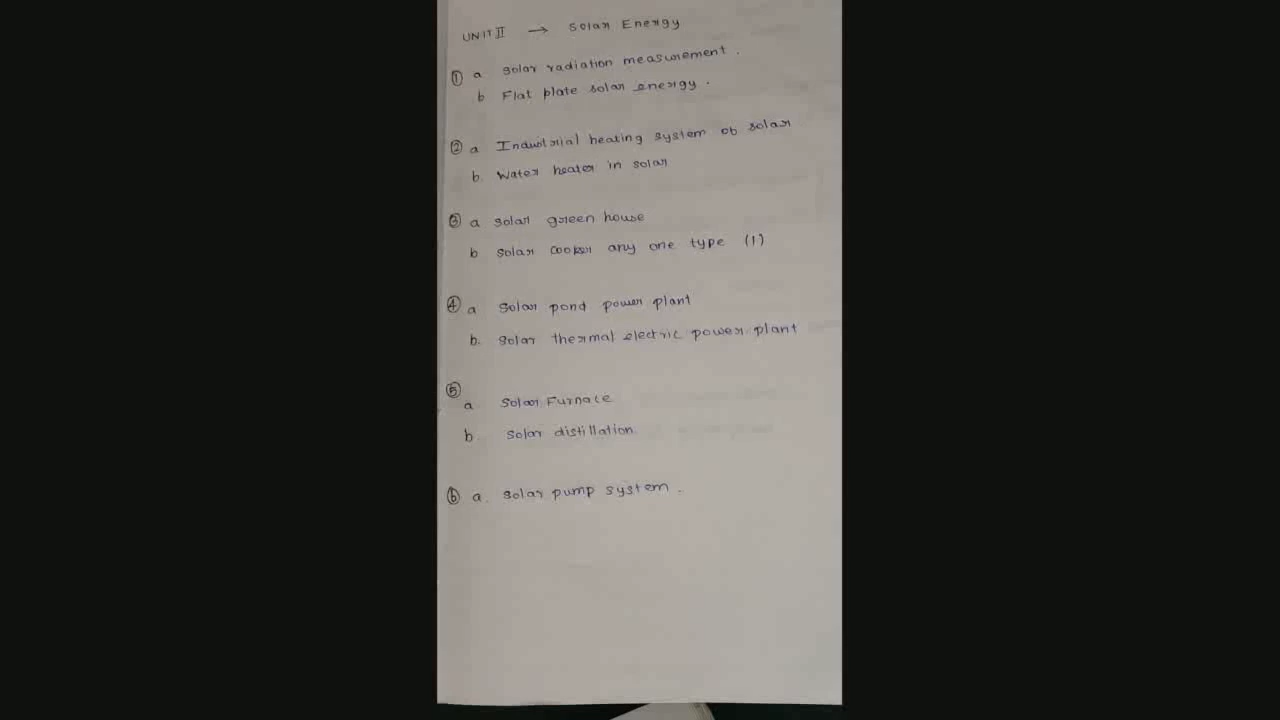 UNIT II → Solar Energy
① a solar radiation measurement.
b Flat plate solar energy.
② a Industrial heating system of solar
b. Water heater in solar
③ a solar green house
b Solar cooker any one type (1)
④ a Solar pond power plant
b. Solar thermal electric power plant
⑤
a Solar Furnace
b Solar distillation
⑥ a. Solar pump system.